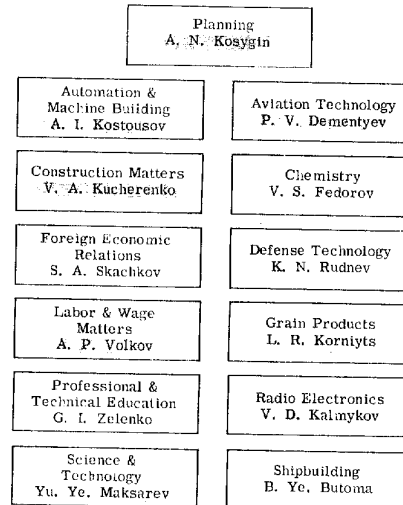 Planning
A. N. Kosygin
Automation &
Machine Building
A. I. Kostousov
Aviation Technology
P. V. Dementyev
Construction Matters
V. A. Kucherenko
Chemistry
V. S. Fedorov
Foreign Economic
Relations
S. A. Skachkov
Defense Technology
K. N. Rudnev
Labor & Wage
Matters
A. P. Volkov
Grain Products
L. R. Korniyts
Professional &
Technical Education
G. I. Zelenko
Radio Electronics
V. D. Kalmykov
Science &
Technology
Yu. Ye. Maksarev
Shipbuilding
B. Ye. Butoma